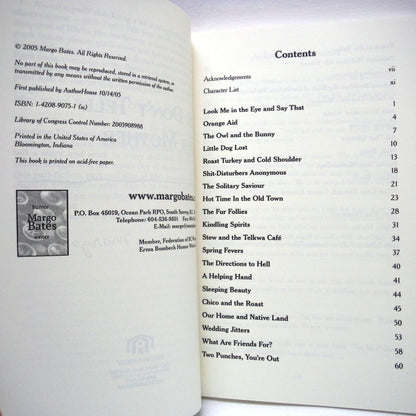 © 2005 Margo Bates. All Rights Reserved.
No part of this book may be reproduced, stored in a retrieval system, or
transmitted by any means without the written permission of the author.
First published by AuthorHouse 10/14/05
ISBN: 1-4208-9075-1 (sc)
Library of Congress Control Number: 2005908988
Printed in the United States of America
Bloomington, Indiana
This book is printed on acid-free paper.
humor
Margo
Bates
writer
www.margobates.
P.O. Box 45019, Ocean Park RPO, South Surrey,
Telephone: 604-536-9501
E-Mail:
Member, Federation of BC
Erma Bombeck Humor
Contents
Acknowledgements vii
Character List xi
Look Me in the Eye and Say That 1
Orange Aid 4
The Owl and the Bunny 7
Little Dog Lost 10
Roast Turkey and Cold Shoulder 14
Shit-Disturbers Anonymous 16
The Solitary Saviour 19
Hot Time in the Old Town 21
The Fur Follies 25
Kindling Spirits 28
Stew and the Telkwa Café 34
Spring Fevers 37
The Directions to Hell 40
A Helping Hand 44
Sleeping Beauty 46
Chico and the Roast 49
Our Home and Native Land 51
Wedding Jitters 53
What Are Friends For? 58
Two Punches, You're Out 60